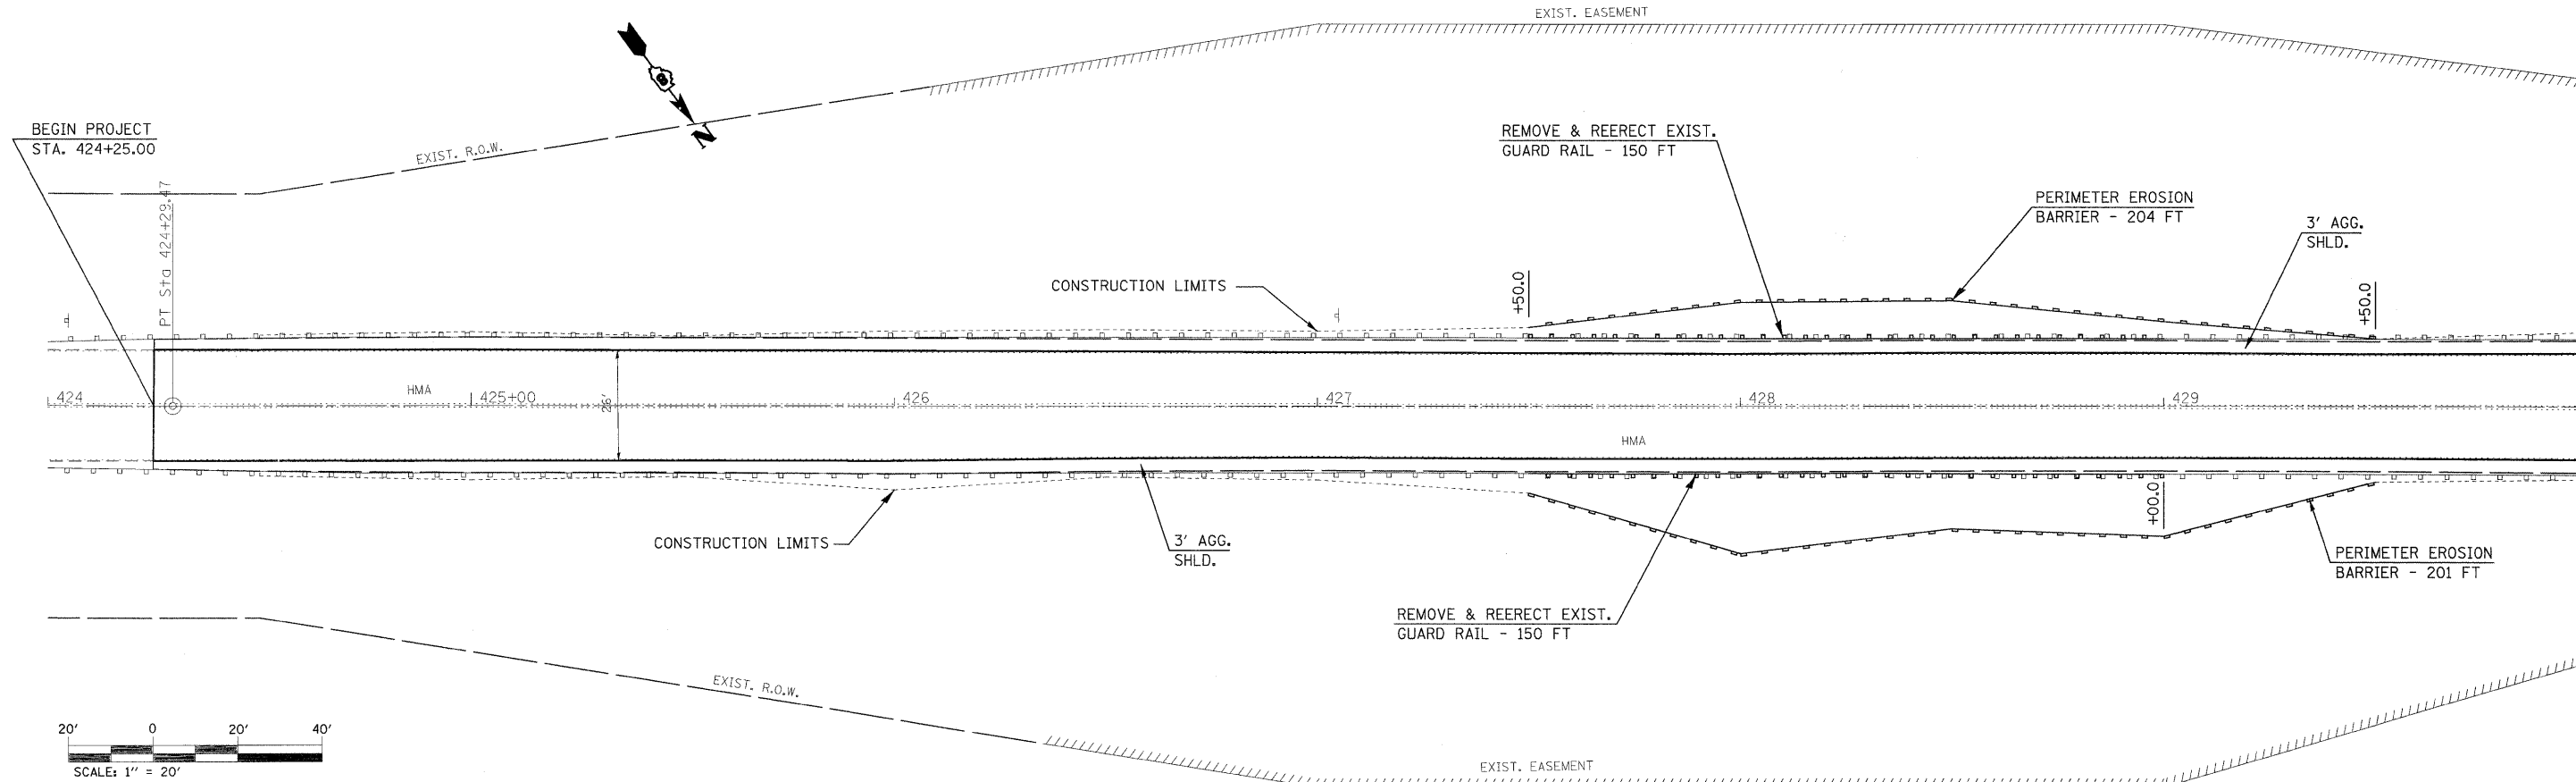 EXIST. EASEMENT
BEGIN PROJECT
STA. 424+25.00
EXIST. R.O.W.
N
REMOVE & REERECT EXIST.
GUARD RAIL - 150 FT
PERIMETER EROSION
BARRIER - 204 FT
3' AGG.
SHLD.
PT Sta 424+29.47
CONSTRUCTION LIMITS
+50.0
+50.0
424
HMA
425+00
26'
426
427
428
429
HMA
CONSTRUCTION LIMITS
3' AGG.
SHLD.
+00.0
PERIMETER EROSION
BARRIER - 201 FT
REMOVE & REERECT EXIST.
GUARD RAIL - 150 FT
EXIST. R.O.W.
20' 0 20' 40'
SCALE: 1" = 20'
EXIST. EASEMENT